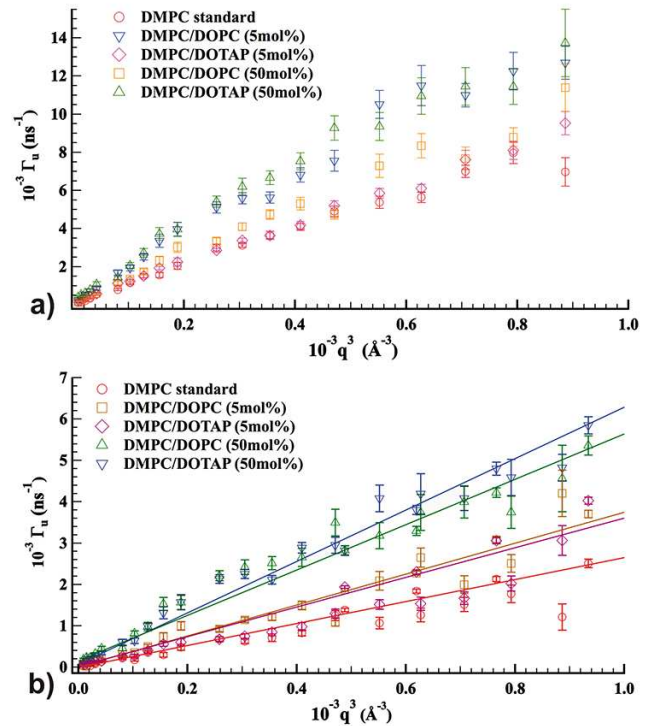 14
12
10
8
6
4
2
10⁻³ Γᵤ (ns⁻¹)
DMPC standard
DMPC/DOPC (5mol%)
DMPC/DOTAP (5mol%)
DMPC/DOPC (50mol%)
DMPC/DOTAP (50mol%)
0.2 0.4 0.6 0.8 1.0
10⁻³ q³ (Å⁻³)
a)
7
6
5
4
3
2
1
0
10⁻³ Γᵤ (ns⁻¹)
DMPC standard
DMPC/DOPC (5mol%)
DMPC/DOTAP (5mol%)
DMPC/DOPC (50mol%)
DMPC/DOTAP (50mol%)
0.0 0.2 0.4 0.6 0.8 1.0
10⁻³ q³ (Å⁻³)
b)